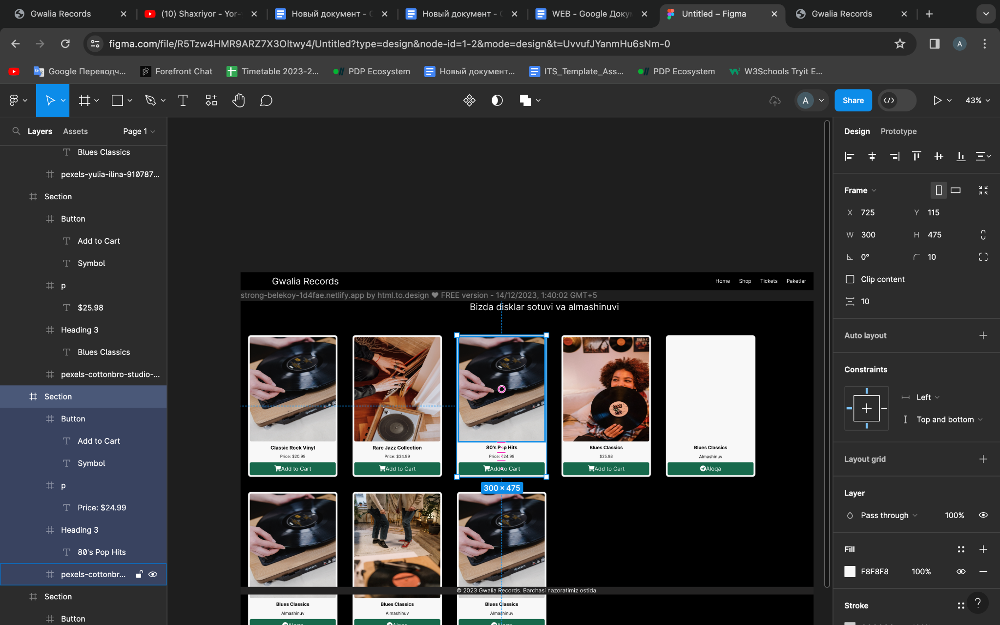 Gwalia Records
(10) Shaxriyor - Yor-
Новый документ -
Новый документ -
WEB - Google Доку
Untitled – Figma
Gwalia Records
figma.com/file/R5Tzw4HMR9ARZ7X3Oltwy4/Untitled?type=design&node-id=1-2&mode=design&t=UvvufJYanmHu6sNm-0
A
Google Переводч...
Forefront Chat
Timetable 2023-2...
PDP Ecosystem
Новый документ...
ITS_Template_Ass...
PDP Ecosystem
W3Schools Tryit E...
A
Share
43%
Layers
Assets
Page 1
Blues Classics
pexels-yulia-ilina-910787...
Section
Button
Add to Cart
Symbol
p
$25.98
Heading 3
Blues Classics
pexels-cottonbro-studio-...
Section
Button
Add to Cart
Symbol
p
Price: $24.99
Heading 3
80's Pop Hits
pexels-cottonbr...
Section
Button
Gwalia Records
Home
Shop
Tickets
Paketlar
strong-belekoy-1d4fae.netlify.app by html.to.design ❤ FREE version - 14/12/2023, 1:40:02 GMT+5
Bizda disklar sotuvi va almashinuvi
Classic Rock Vinyl
Price: $20.99
Add to Cart
Rare Jazz Collection
Price: $34.99
Add to Cart
80's Pop Hits
Price: $24.99
Add to Cart
300 × 475
Blues Classics
$25.98
Add to Cart
Blues Classics
Almashinuv
Aloqa
© 2023 Gwalia Records. Barchasi nazoratimiz ostida.
Blues Classics
Almashinuv
Aloqa
Blues Classics
Almashinuv
Aloqa
Blues Classics
Almashinuv
Aloqa
Design
Prototype
Frame
X 725
Y 115
W 300
H 475
0°
10
Clip content
10
Auto layout
Constraints
Left
Top and bottom
Layout grid
Layer
Pass through
100%
Fill
F8F8F8
100%
Stroke
?